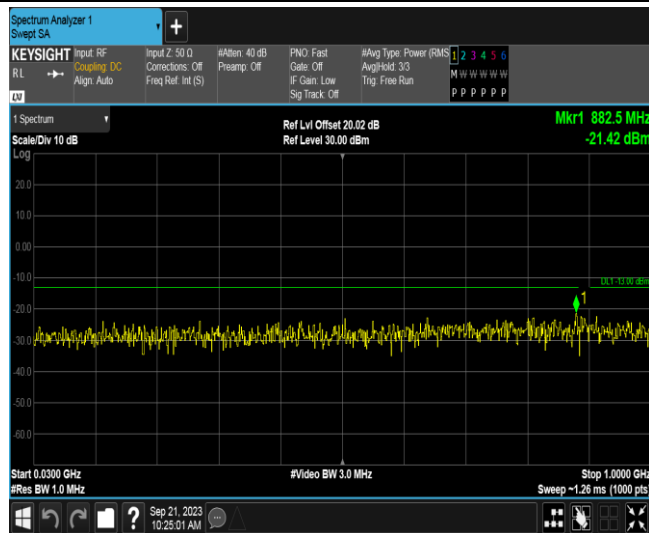 Spectrum Analyzer 1
Swept SA
+
KEYSIGHT
RL
Input: RF
Coupling: DC
Align: Auto
Input Z: 50 Ω
Corrections: Off
Freq Ref: Int (S)
#Atten: 40 dB
Preamp: Off
PNO: Fast
Gate: Off
IF Gain: Low
Sig Track: Off
#Avg Type: Power (RMS
Avg|Hold: 3/3
Trig: Free Run
1 2 3 4 5 6
M W W W W W
P P P P P P
1 Spectrum
Scale/Div 10 dB
Log
Ref Lvl Offset 20.02 dB
Ref Level 30.00 dBm
Mkr1 882.5 MHz
-21.42 dBm
20.0
10.0
0.00
-10.0
DL1 -13.00 dBm
1
-20.0
-30.0
-40.0
-50.0
-60.0
Start 0.0300 GHz
#Res BW 1.0 MHz
#Video BW 3.0 MHz
Stop 1.0000 GHz
Sweep ~1.26 ms (1000 pts)
?
Sep 21, 2023
10:25:01 AM